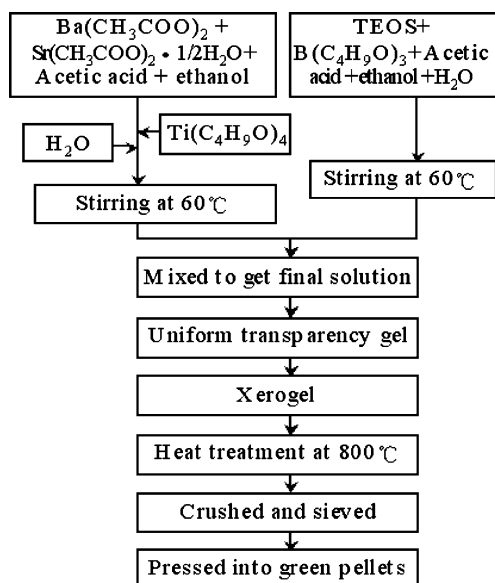 Ba(CH₃COO)₂ +
Sr(CH₃COO)₂ • 1/2H₂O+
Acetic acid + ethanol
TEOS+
B(C₄H₉O)₃+Acetic
acid+ethanol+H₂O
Ti(C₄H₉O)₄
H₂O
Stirring at 60℃
Stirring at 60℃
Mixed to get final solution
Uniform transparency gel
Xerogel
Heat treatment at 800℃
Crushed and sieved
Pressed into green pellets